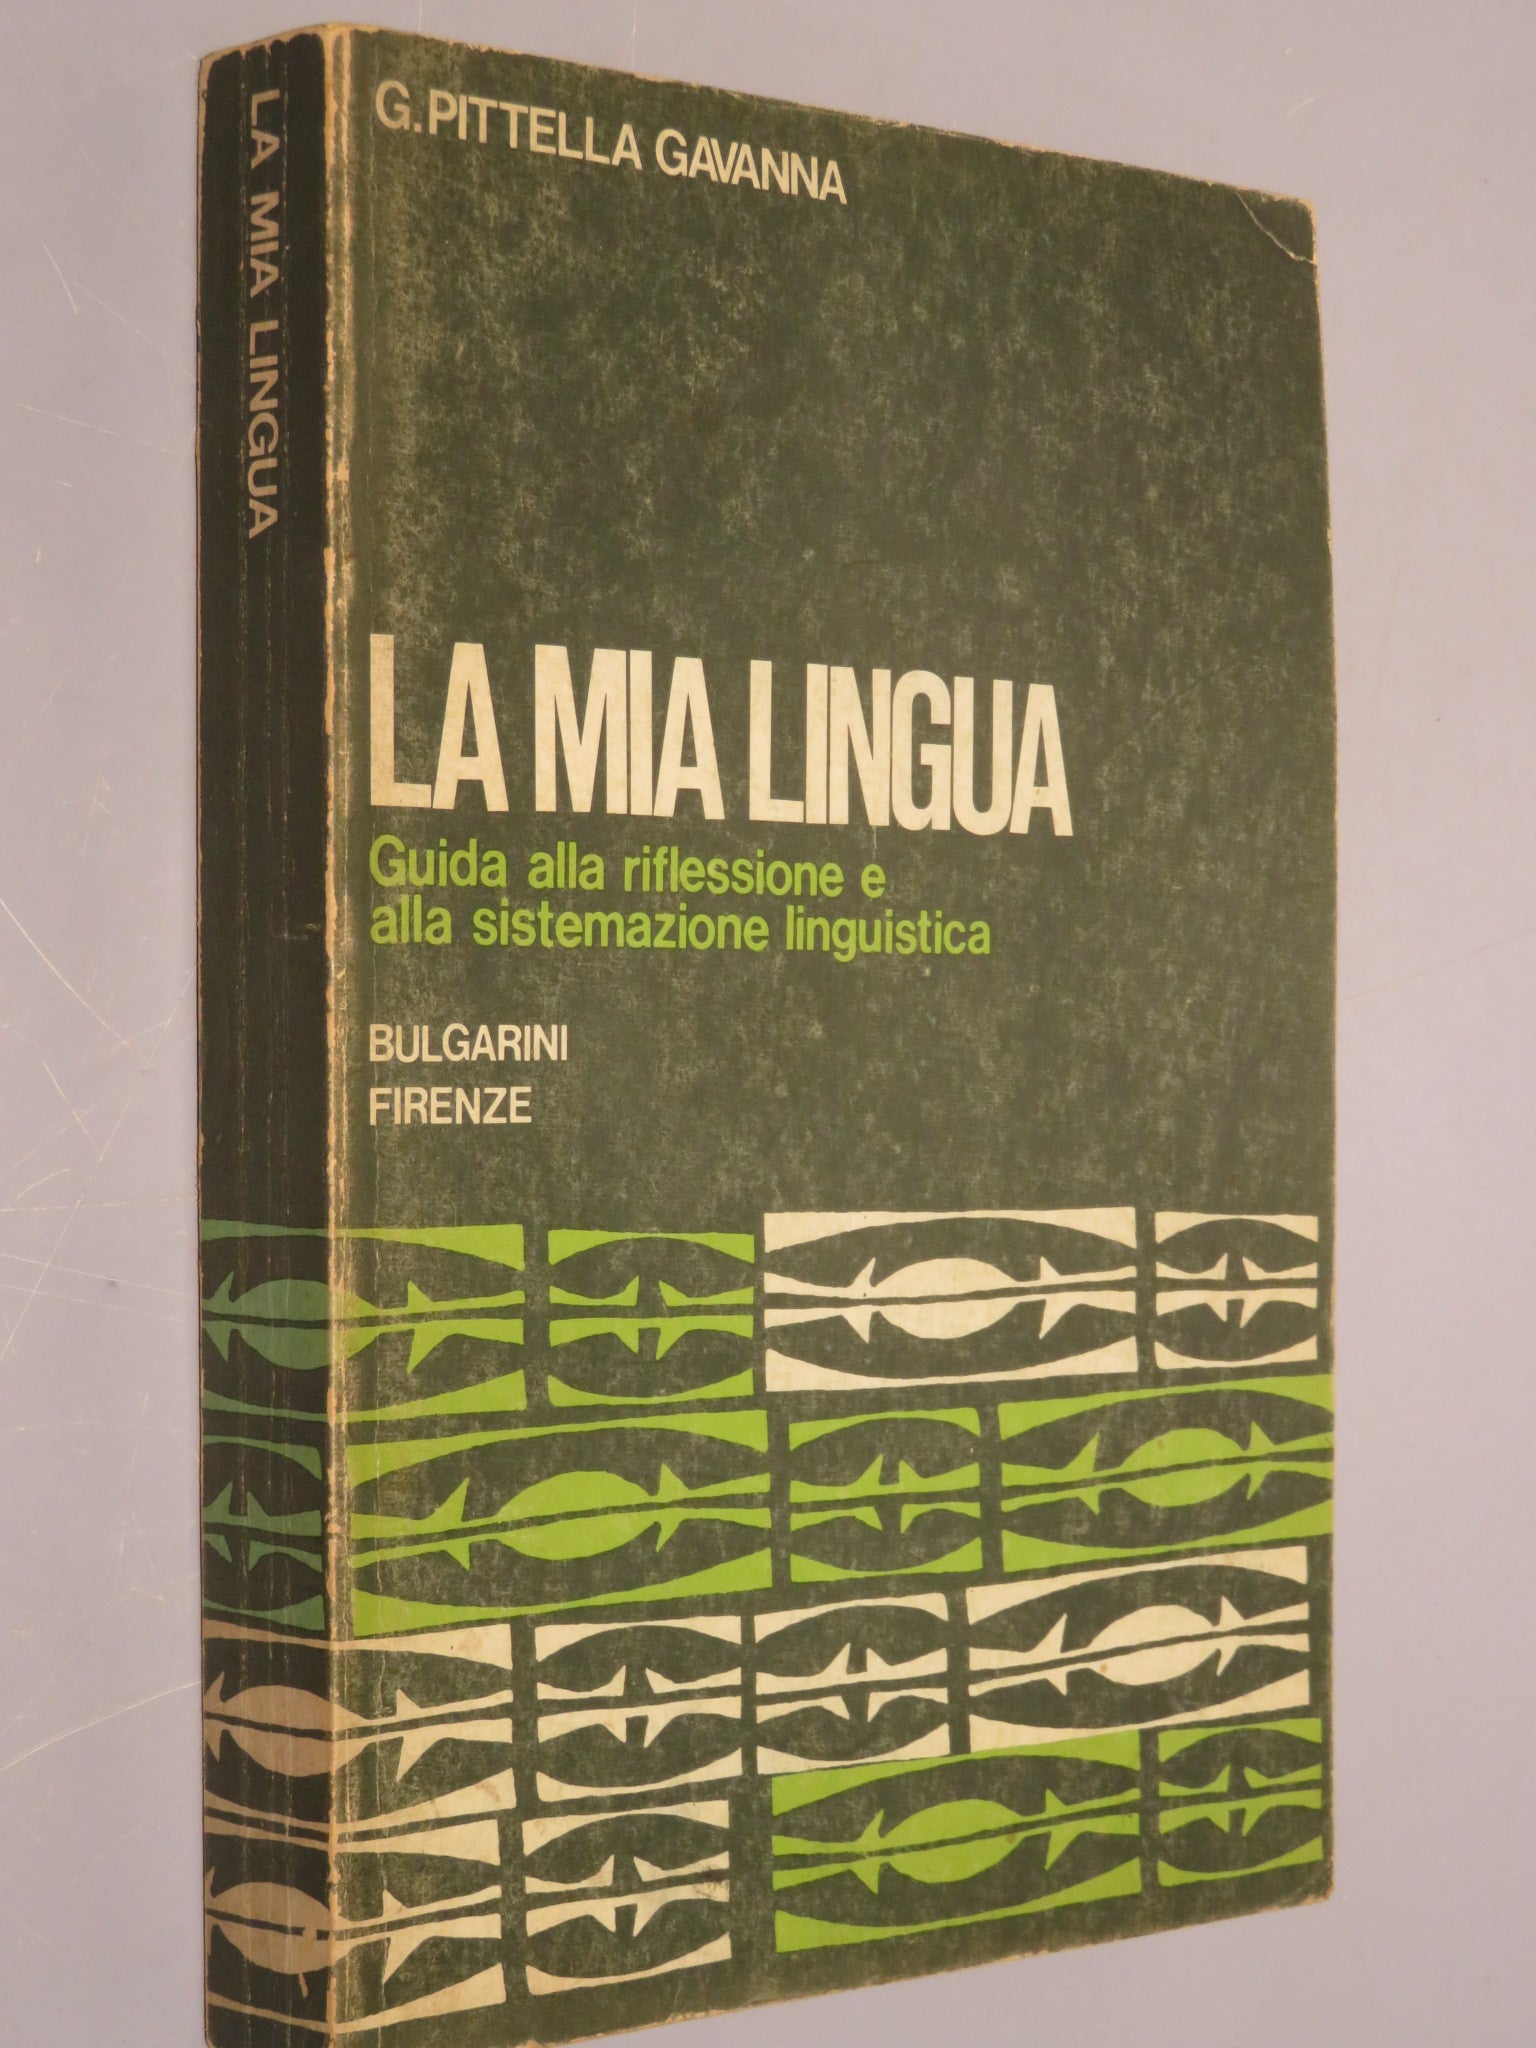 LA MIA LINGUA
G.PITTELLA GAVANNA
LA MIA LINGUA
Guida alla riflessione e
alla sistemazione linguistica
BULGARINI
FIRENZE